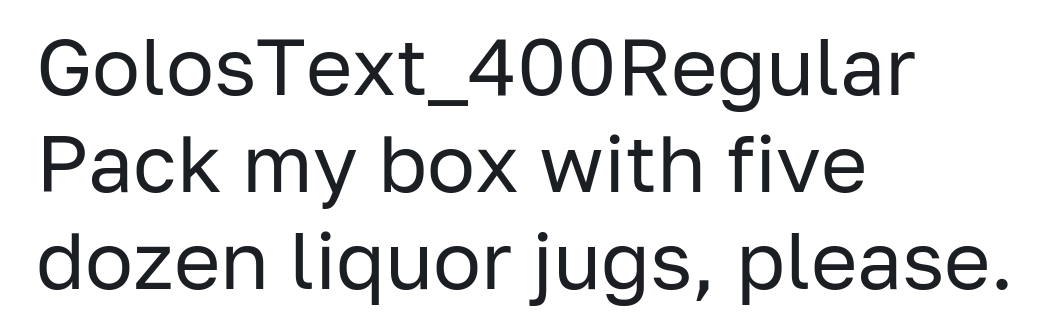 GolosText_400Regular
Pack my box with five
dozen liquor jugs, please.